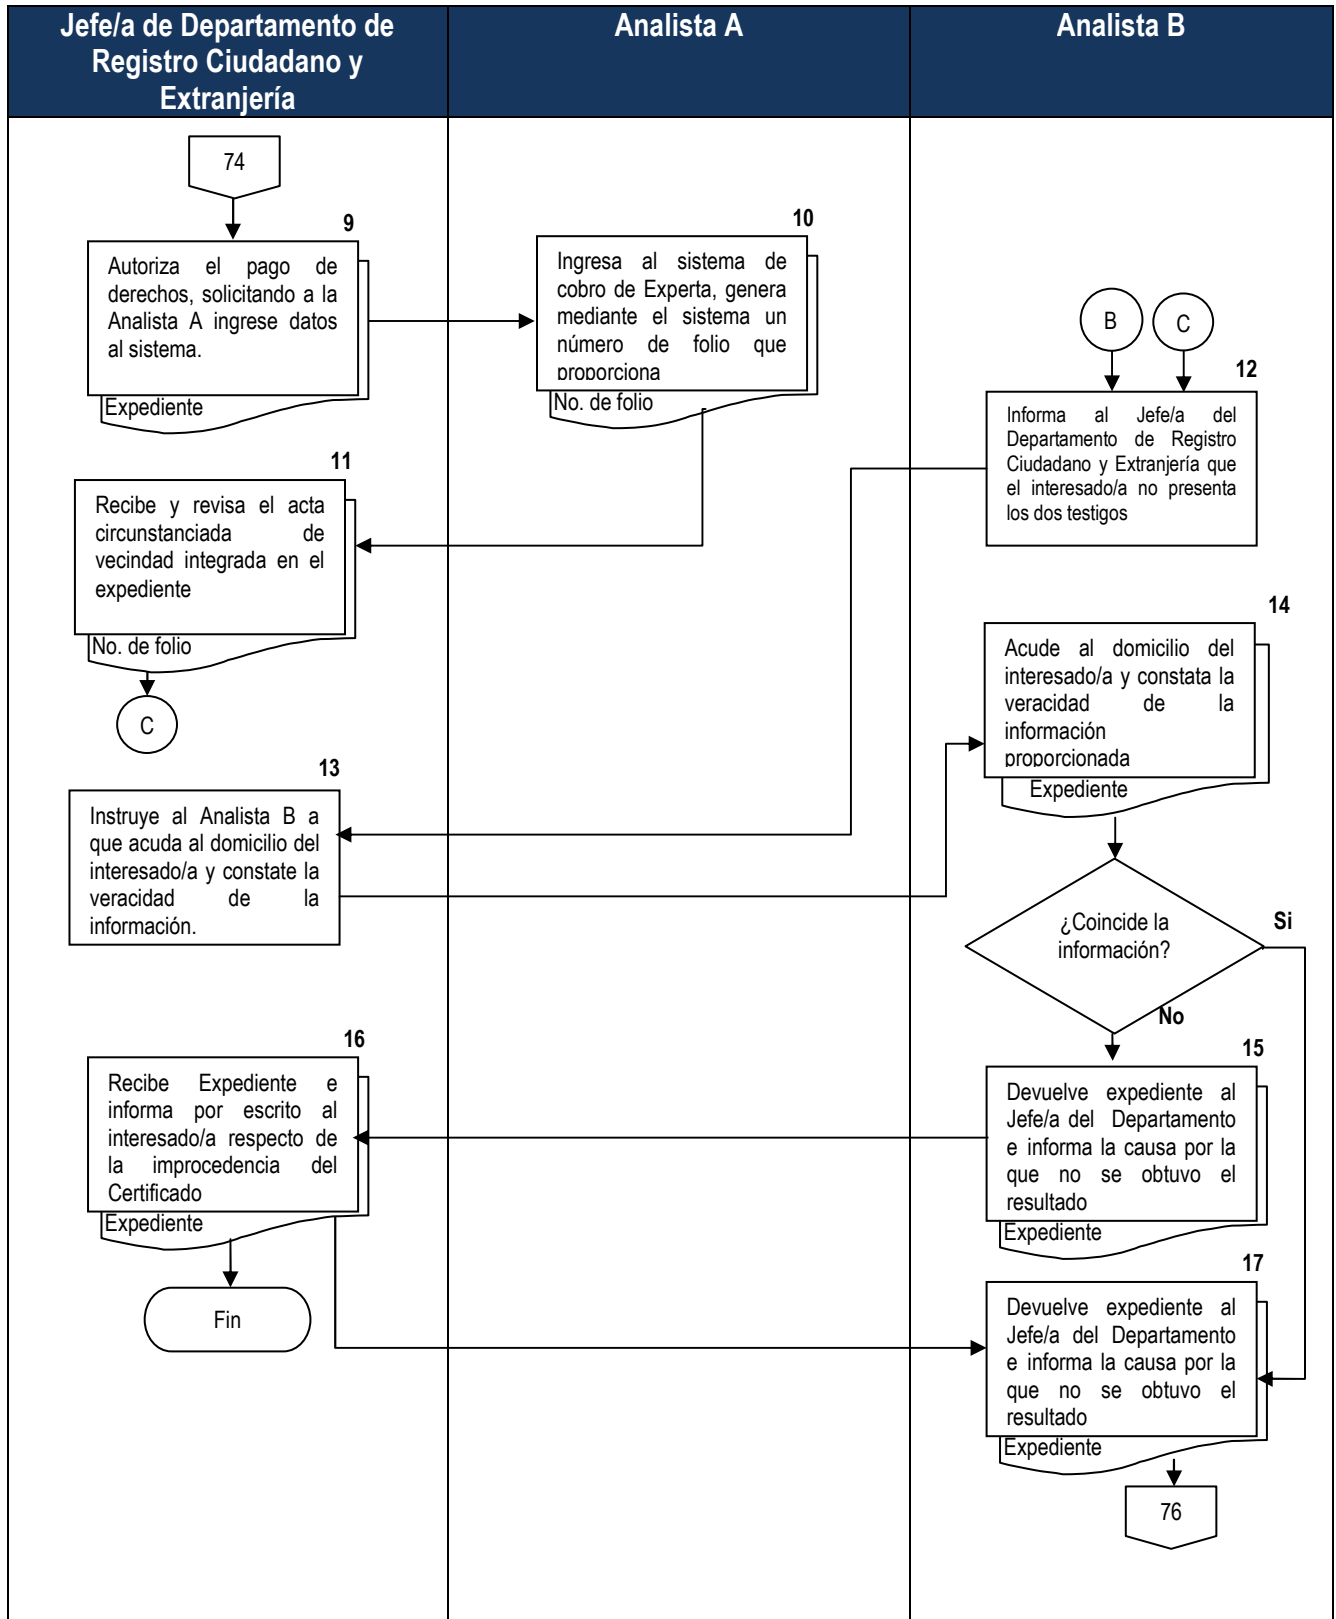 Jefe/a de Departamento de
Registro Ciudadano y
Extranjería
Analista A
Analista B
74
9
Autoriza el pago de
derechos, solicitando a la
Analista A ingrese datos
al sistema.
Expediente
10
Ingresa al sistema de
cobro de Experta, genera
mediante el sistema un
número de folio que
proporciona
No. de folio
B
C
12
Informa al Jefe/a del
Departamento de Registro
Ciudadano y Extranjería que
el interesado/a no presenta
los dos testigos
11
Recibe y revisa el acta
circunstanciada de
vecindad integrada en el
expediente
No. de folio
C
14
Acude al domicilio del
interesado/a y constata la
veracidad de la
información
proporcionada
Expediente
13
Instruye al Analista B a
que acuda al domicilio del
interesado/a y constate la
veracidad de la
información.
¿Coincide la
información?
Si
No
16
Recibe Expediente e
informa por escrito al
interesado/a respecto de
la improcedencia del
Certificado
Expediente
15
Devuelve expediente al
Jefe/a del Departamento
e informa la causa por la
que no se obtuvo el
resultado
Expediente
Fin
17
Devuelve expediente al
Jefe/a del Departamento
e informa la causa por la
que no se obtuvo el
resultado
Expediente
76